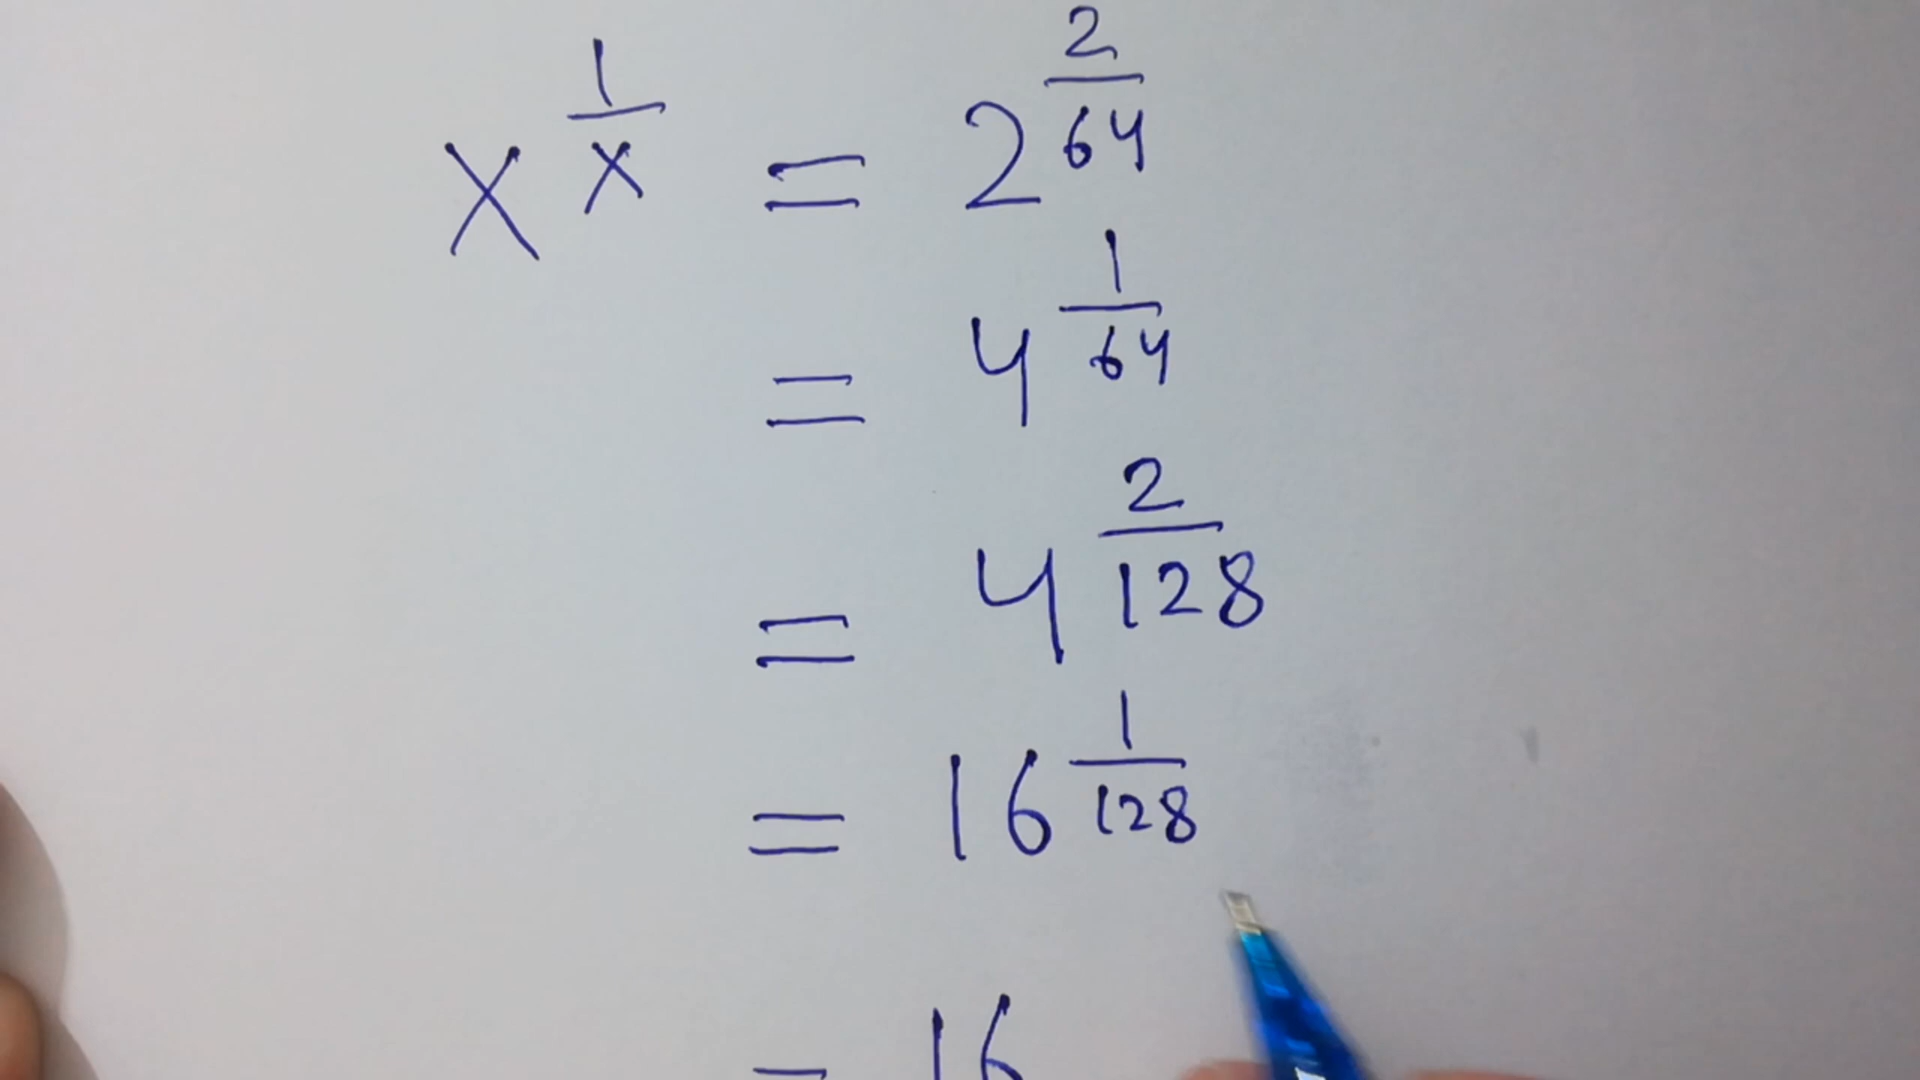 x^(1/x) = 2^(2/64)
= 4^(1/64)
= 4^(2/128)
= 16^(1/128)
= 16